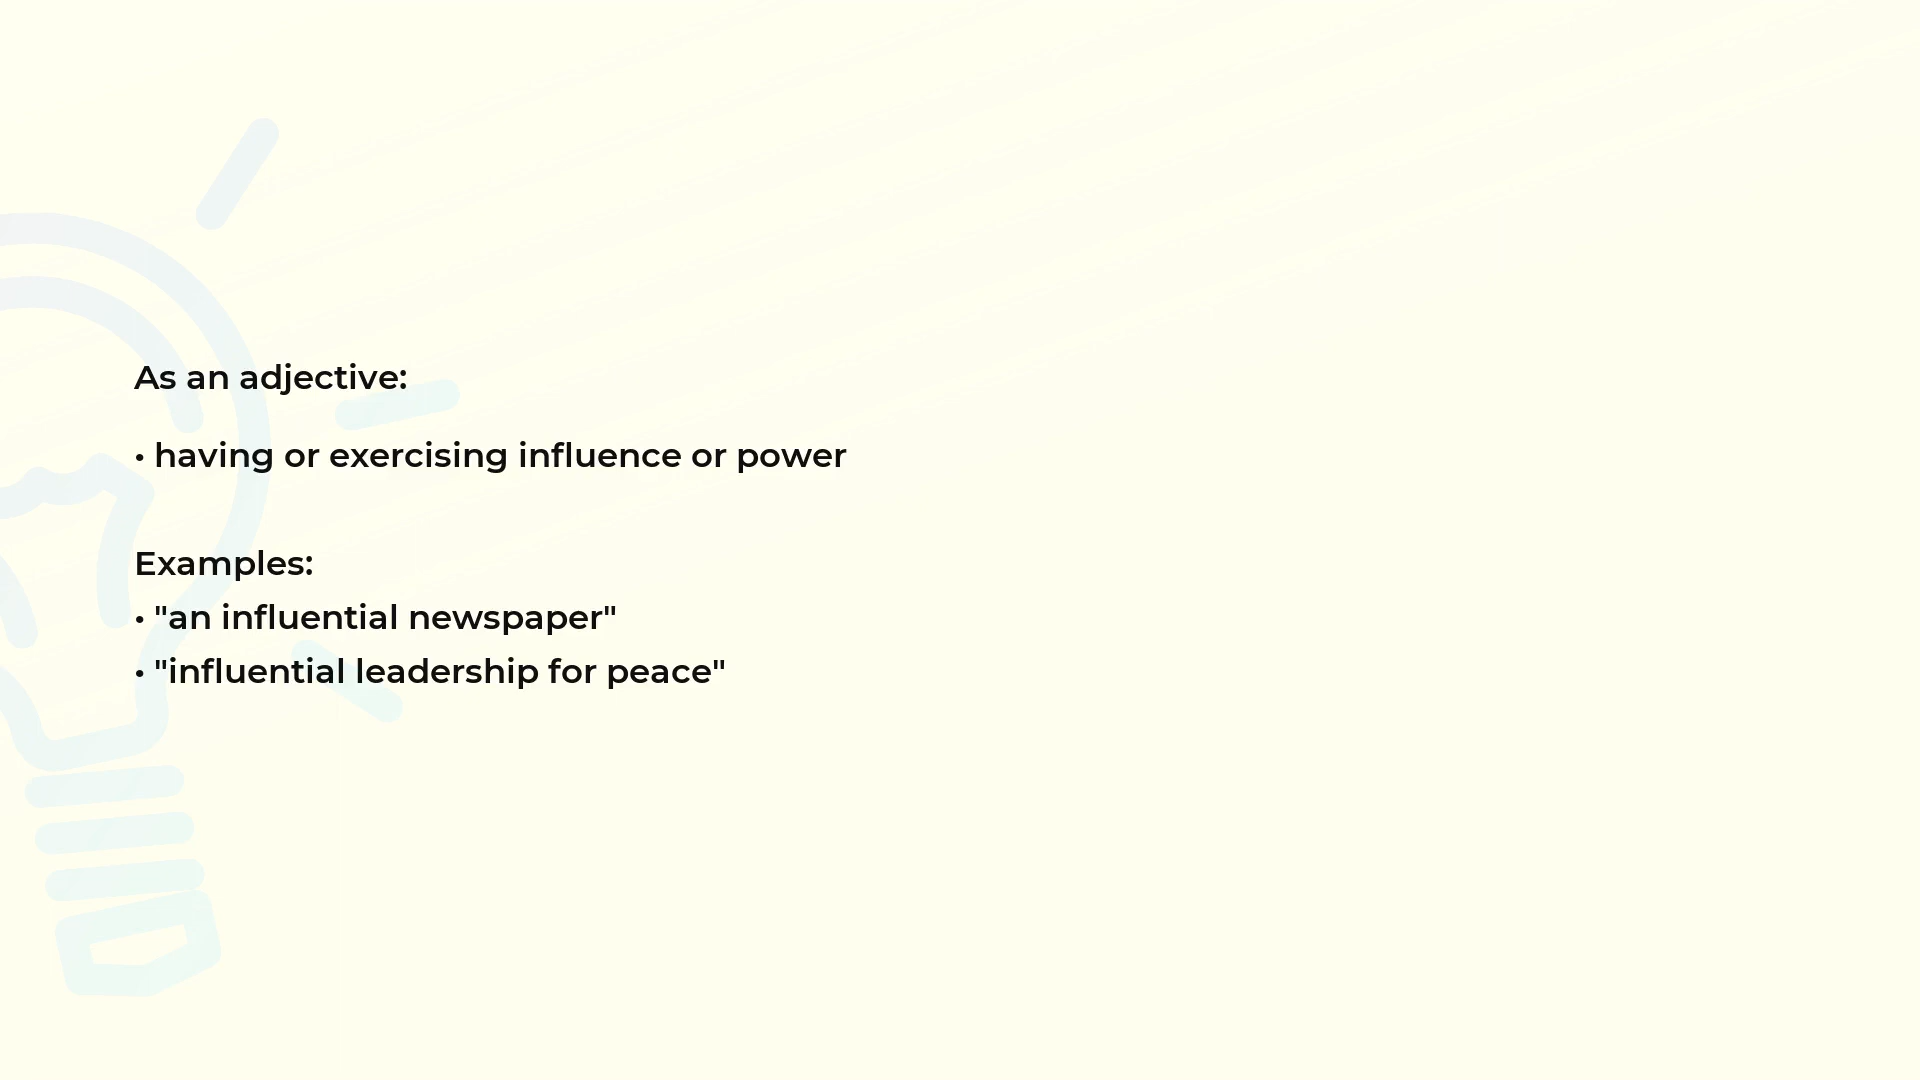 As an adjective:
• having or exercising influence or power
Examples:
• "an influential newspaper"
• "influential leadership for peace"